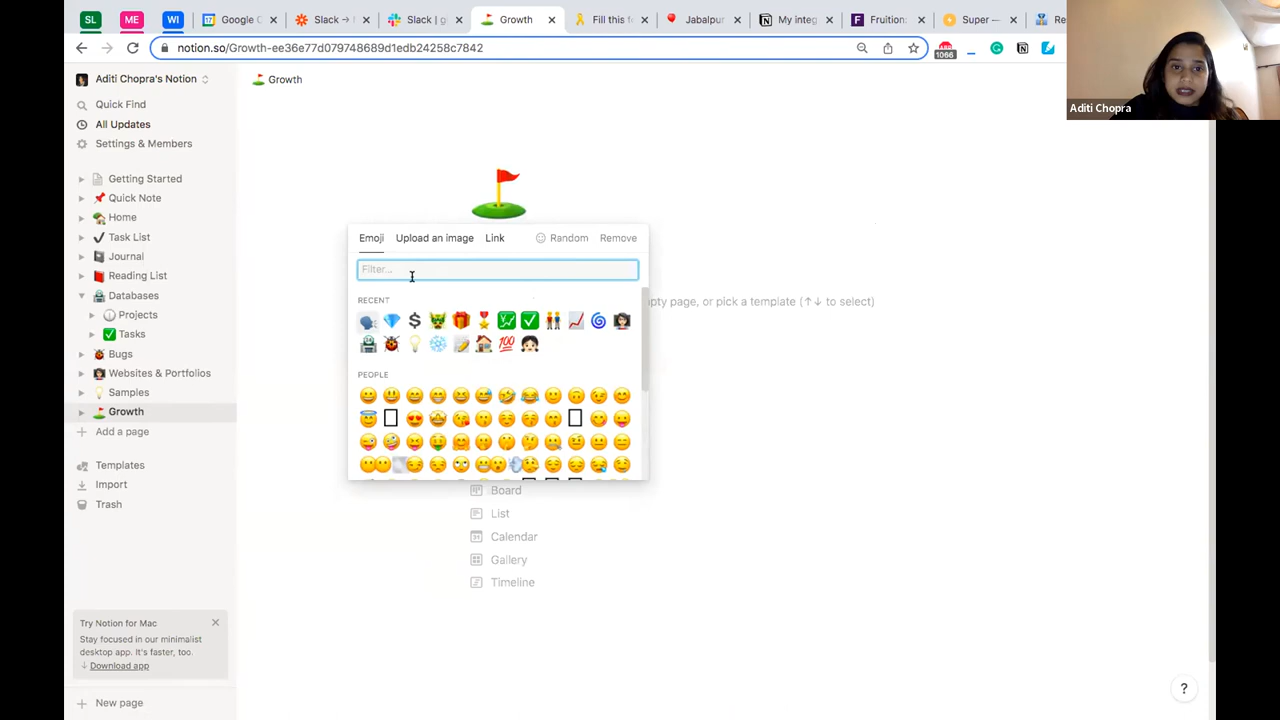 SL
ME
WI
Google C
Slack → f
Slack | g
Growth
Fill this fo
Jabalpur
My integ
Fruition:
Super —
Re
notion.so/Growth-ee36e77d079748689d1edb24258c7842
1066
Aditi Chopra
Aditi Chopra's Notion
Growth
Quick Find
All Updates
Settings & Members
Getting Started
Quick Note
Home
Task List
Journal
Reading List
Databases
Projects
Tasks
Bugs
Websites & Portfolios
Samples
Growth
Add a page
Templates
Import
Trash
Try Notion for Mac
Stay focused in our minimalist
desktop app. It's faster, too.
↓ Download app
New page
Emoji Upload an image Link Random Remove
Filter...
RECENT
PEOPLE
pty page, or pick a template (↑↓ to select)
Board
List
Calendar
Gallery
Timeline
?